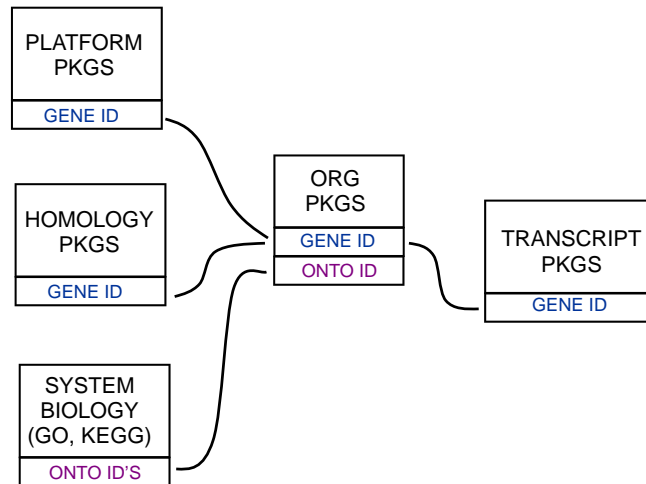 PLATFORM
PKGS
GENE ID
HOMOLOGY
PKGS
GENE ID
SYSTEM
BIOLOGY
(GO, KEGG)
ONTO ID'S
ORG
PKGS
GENE ID
ONTO ID
TRANSCRIPT
PKGS
GENE ID